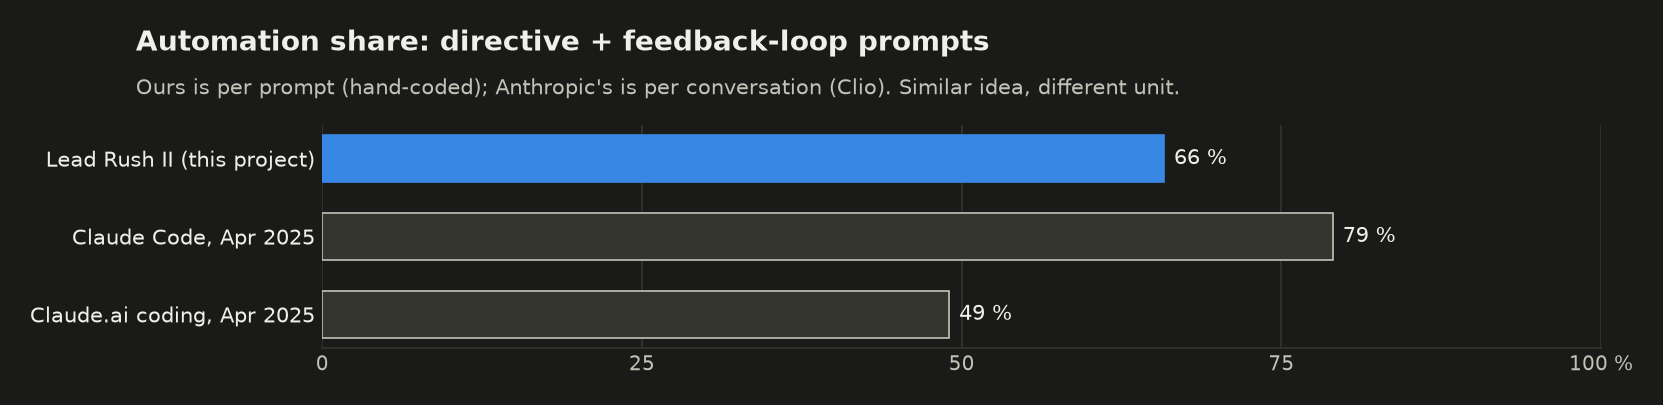 Automation share: directive + feedback-loop prompts
Ours is per prompt (hand-coded); Anthropic's is per conversation (Clio). Similar idea, different unit.
Lead Rush II (this project) 66 %
Claude Code, Apr 2025 79 %
Claude.ai coding, Apr 2025 49 %
0 25 50 75 100 %